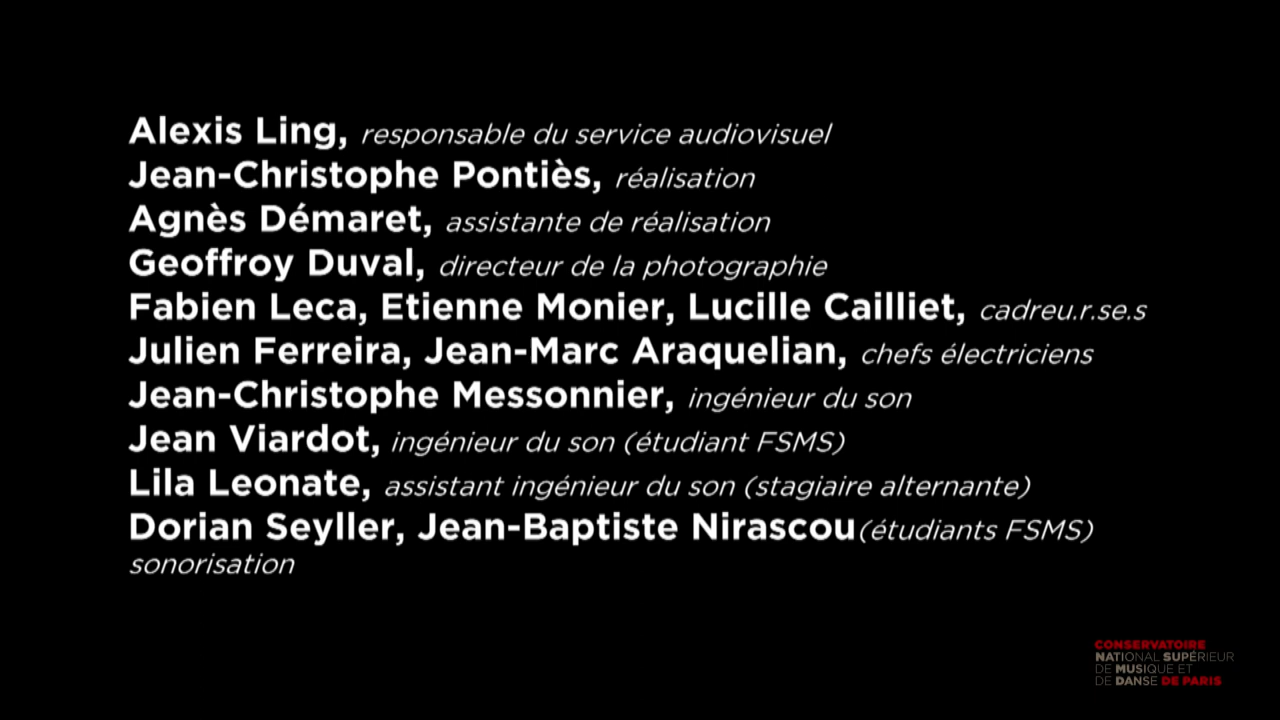 Alexis Ling, responsable du service audiovisuel
Jean-Christophe Pontiès, réalisation
Agnès Démaret, assistante de réalisation
Geoffroy Duval, directeur de la photographie
Fabien Leca, Etienne Monier, Lucille Cailliet, cadreu.r.se.s
Julien Ferreira, Jean-Marc Araquelian, chefs électriciens
Jean-Christophe Messonnier, ingénieur du son
Jean Viardot, ingénieur du son (étudiant FSMS)
Lila Leonate, assistant ingénieur du son (stagiaire alternante)
Dorian Seyller, Jean-Baptiste Nirascou(étudiants FSMS)
sonorisation
CONSERVATOIRE
NATIONAL SUPÉRIEUR
DE MUSIQUE ET
DE DANSE DE PARIS